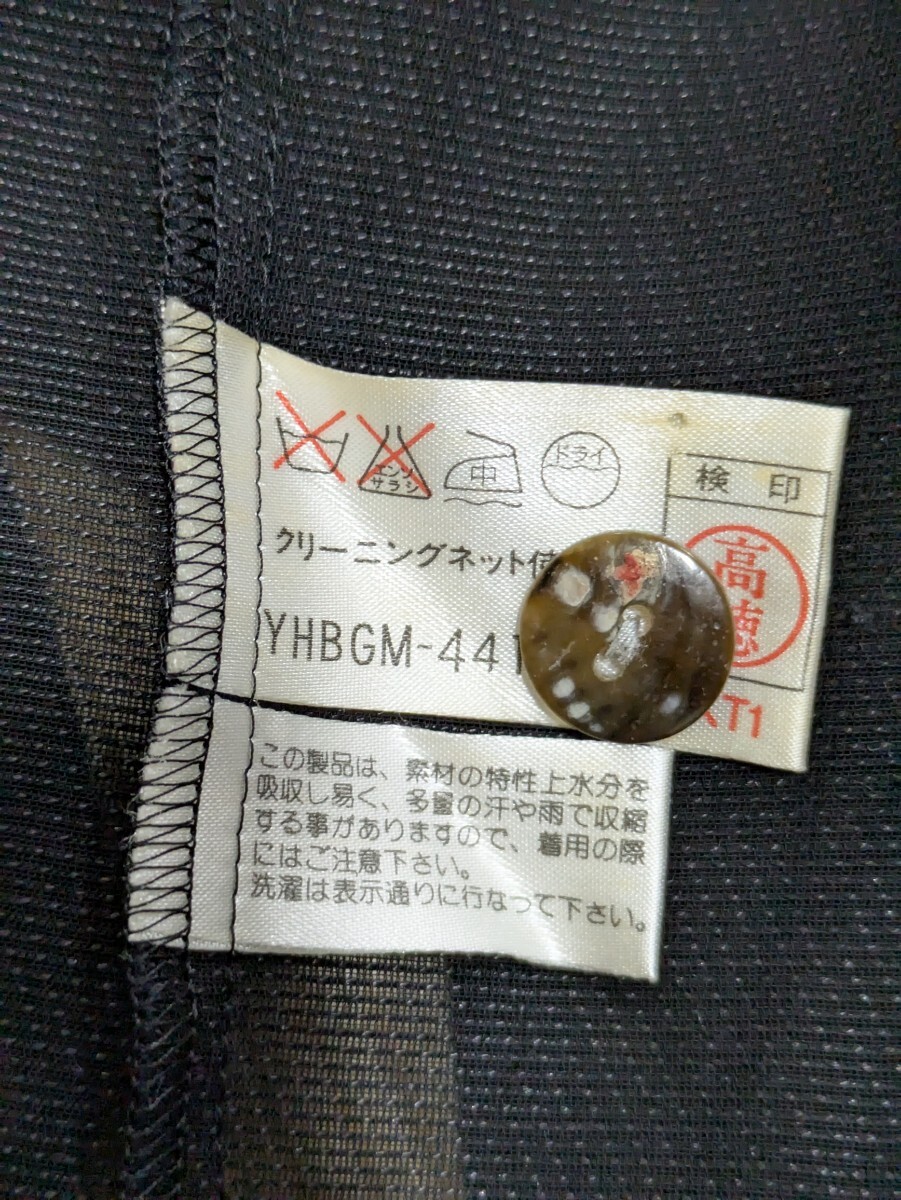 エンソ
サラシ
中
ドライ
検 印
クリーニングネット
高
YHBGM-441
T1
この製品は、素材の特性上水分を
吸収し易く、多量の汗や雨で収縮
する事がありますので、着用の際
にはご注意下さい。
洗濯は表示通りに行なって下さい。